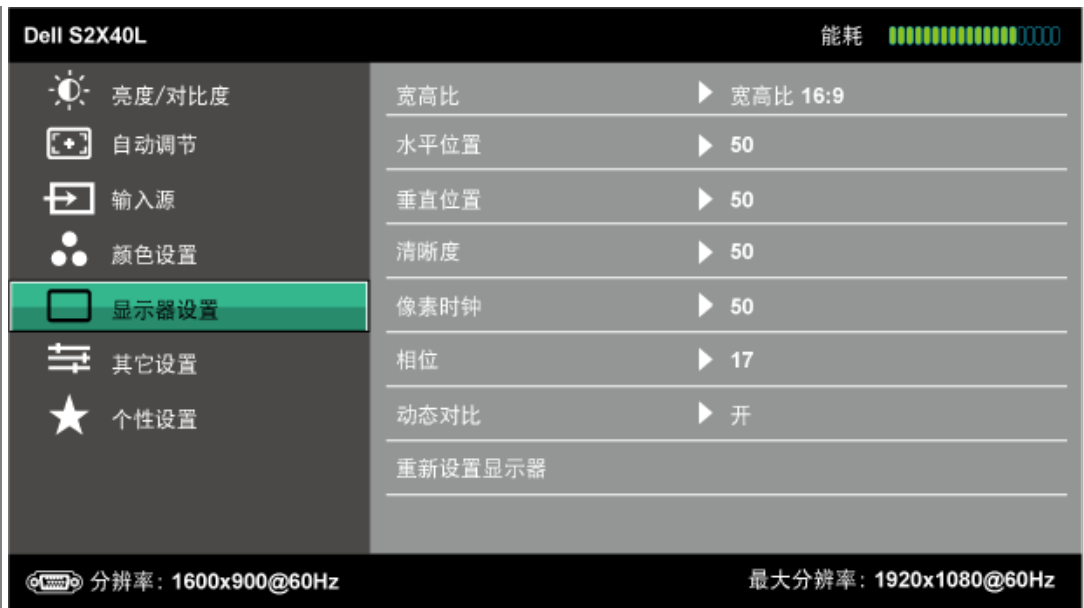 Dell S2X40L 能耗
亮度/对比度 宽高比 宽高比 16:9
自动调节 水平位置 50
输入源 垂直位置 50
颜色设置 清晰度 50
显示器设置 像素时钟 50
其它设置 相位 17
个性设置 动态对比 开
重新设置显示器
分辨率: 1600x900@60Hz 最大分辨率: 1920x1080@60Hz